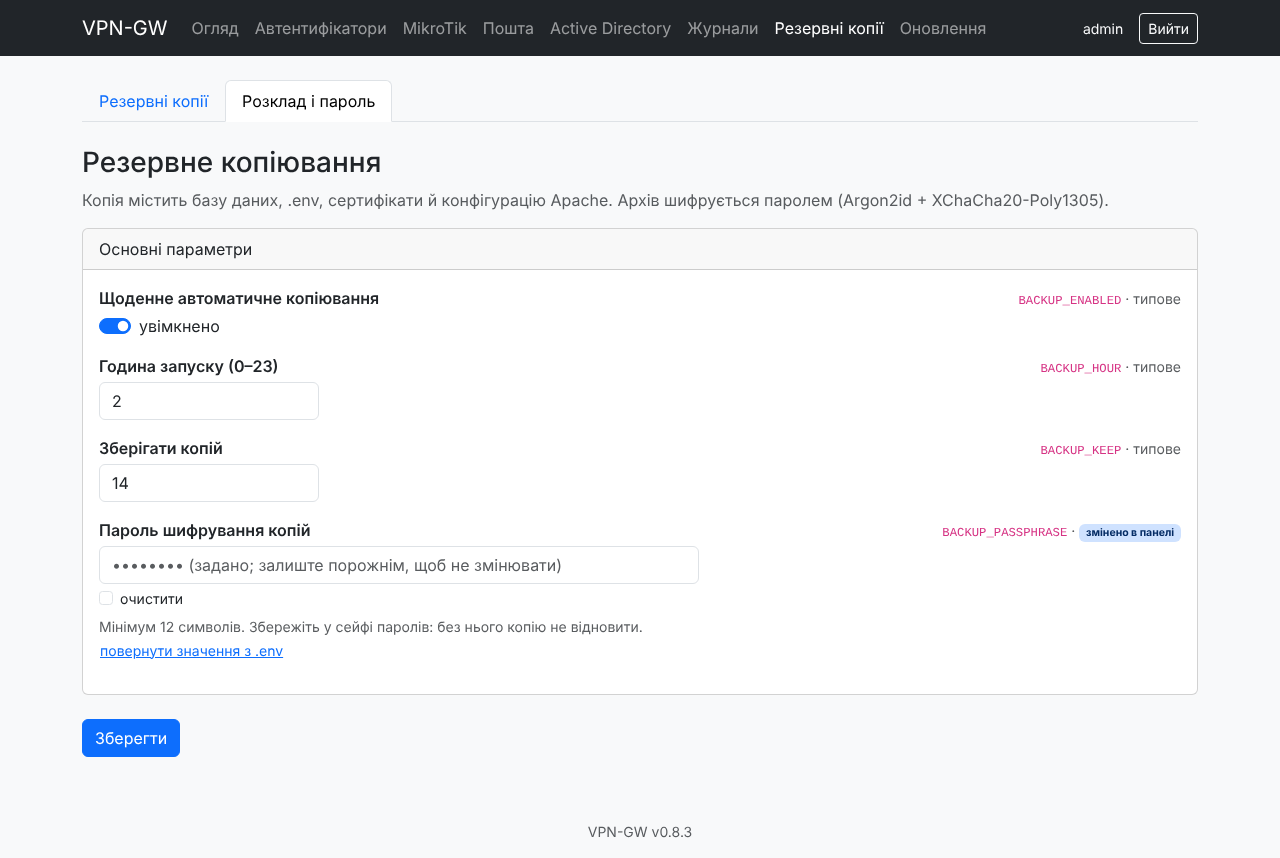 VPN-GW Огляд Автентифікатори MikroTik Пошта Active Directory Журнали Резервні копії Оновлення admin Вийти
Резервні копії Розклад і пароль
Резервне копіювання
Копія містить базу даних, .env, сертифікати й конфігурацію Apache. Архів шифрується паролем (Argon2id + XChaCha20-Poly1305).
Основні параметри
Щоденне автоматичне копіювання BACKUP_ENABLED · типове
увімкнено
Година запуску (0–23) BACKUP_HOUR · типове
2
Зберігати копій BACKUP_KEEP · типове
14
Пароль шифрування копій BACKUP_PASSPHRASE · змінено в панелі
•••••••• (задано; залиште порожнім, щоб не змінювати)
очистити
Мінімум 12 символів. Збережіть у сейфі паролів: без нього копію не відновити.
повернути значення з .env
Зберегти
VPN-GW v0.8.3